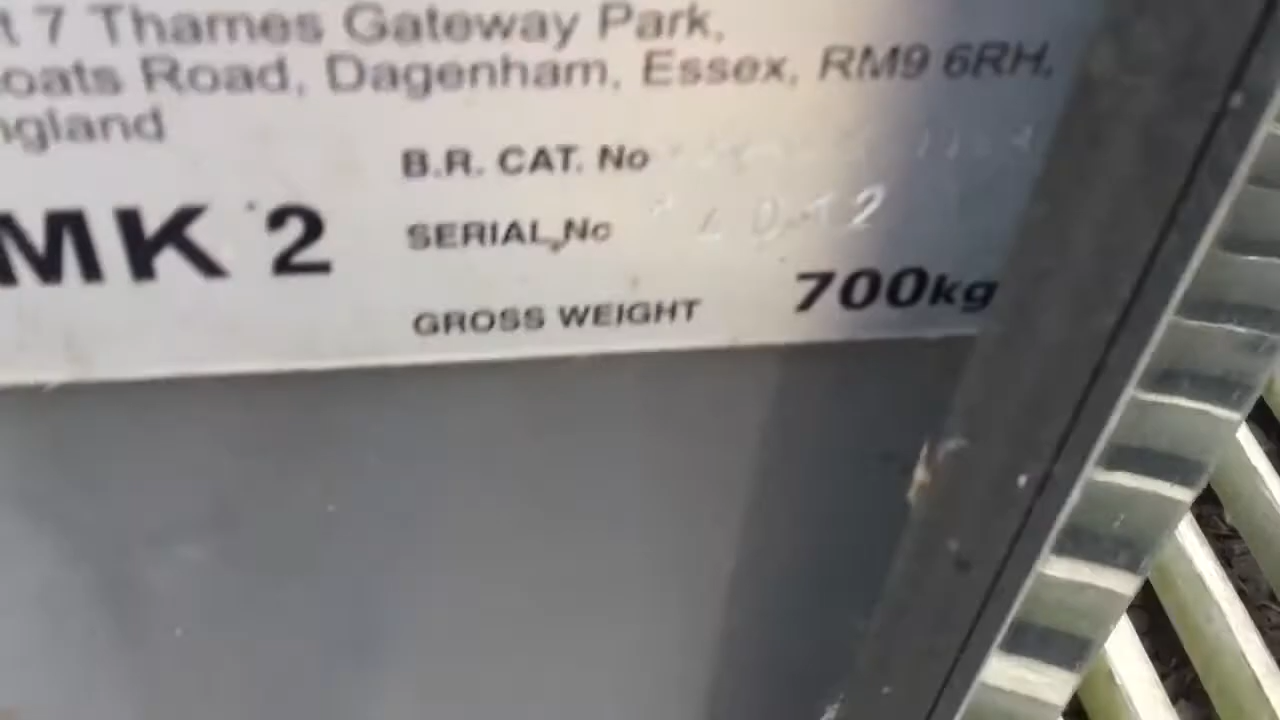 t 7 Thames Gateway Park,
oats Road, Dagenham, Essex, RM9 6RH,
ngland
B.R. CAT. No
MK 2
SERIAL No
GROSS WEIGHT 700kg